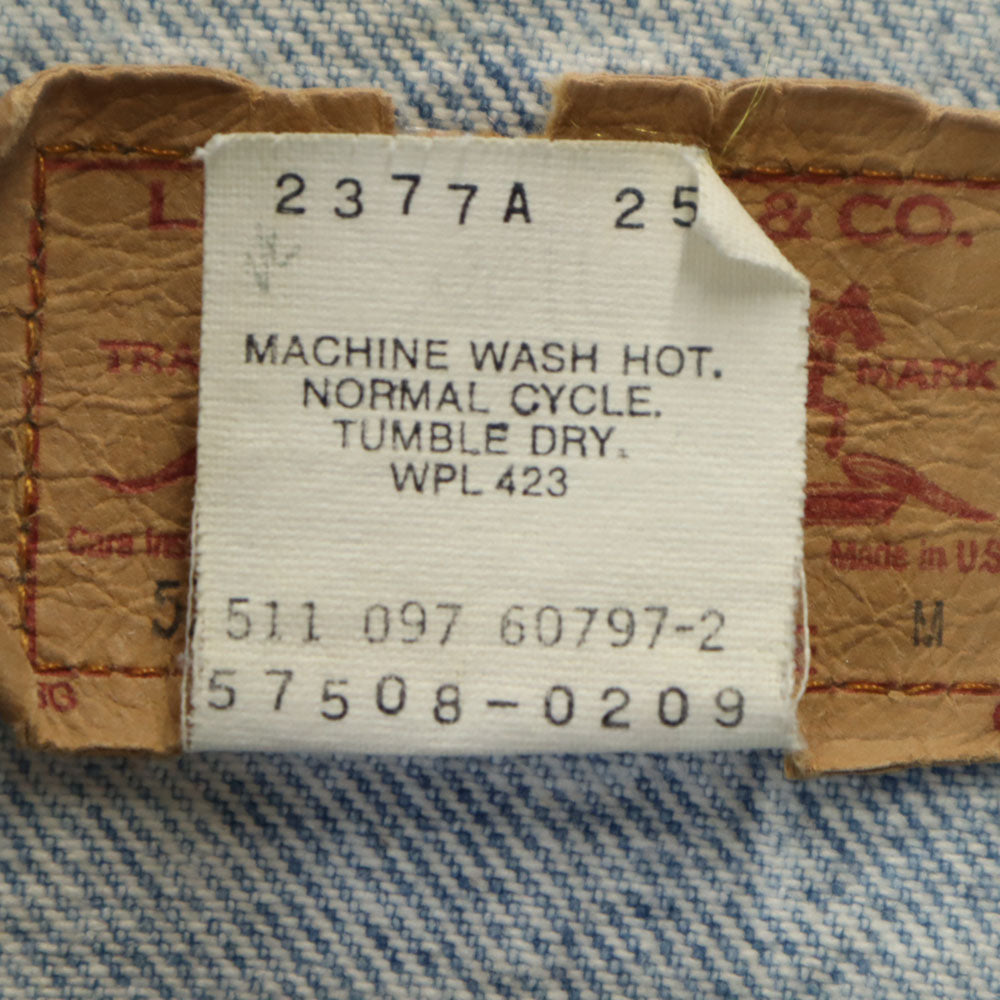 2377A 25
& CO.
MACHINE WASH HOT.
NORMAL CYCLE.
TUMBLE DRY.
WPL 423
MARK
Made in U.S
511 097 60797-2
M
57508-0209